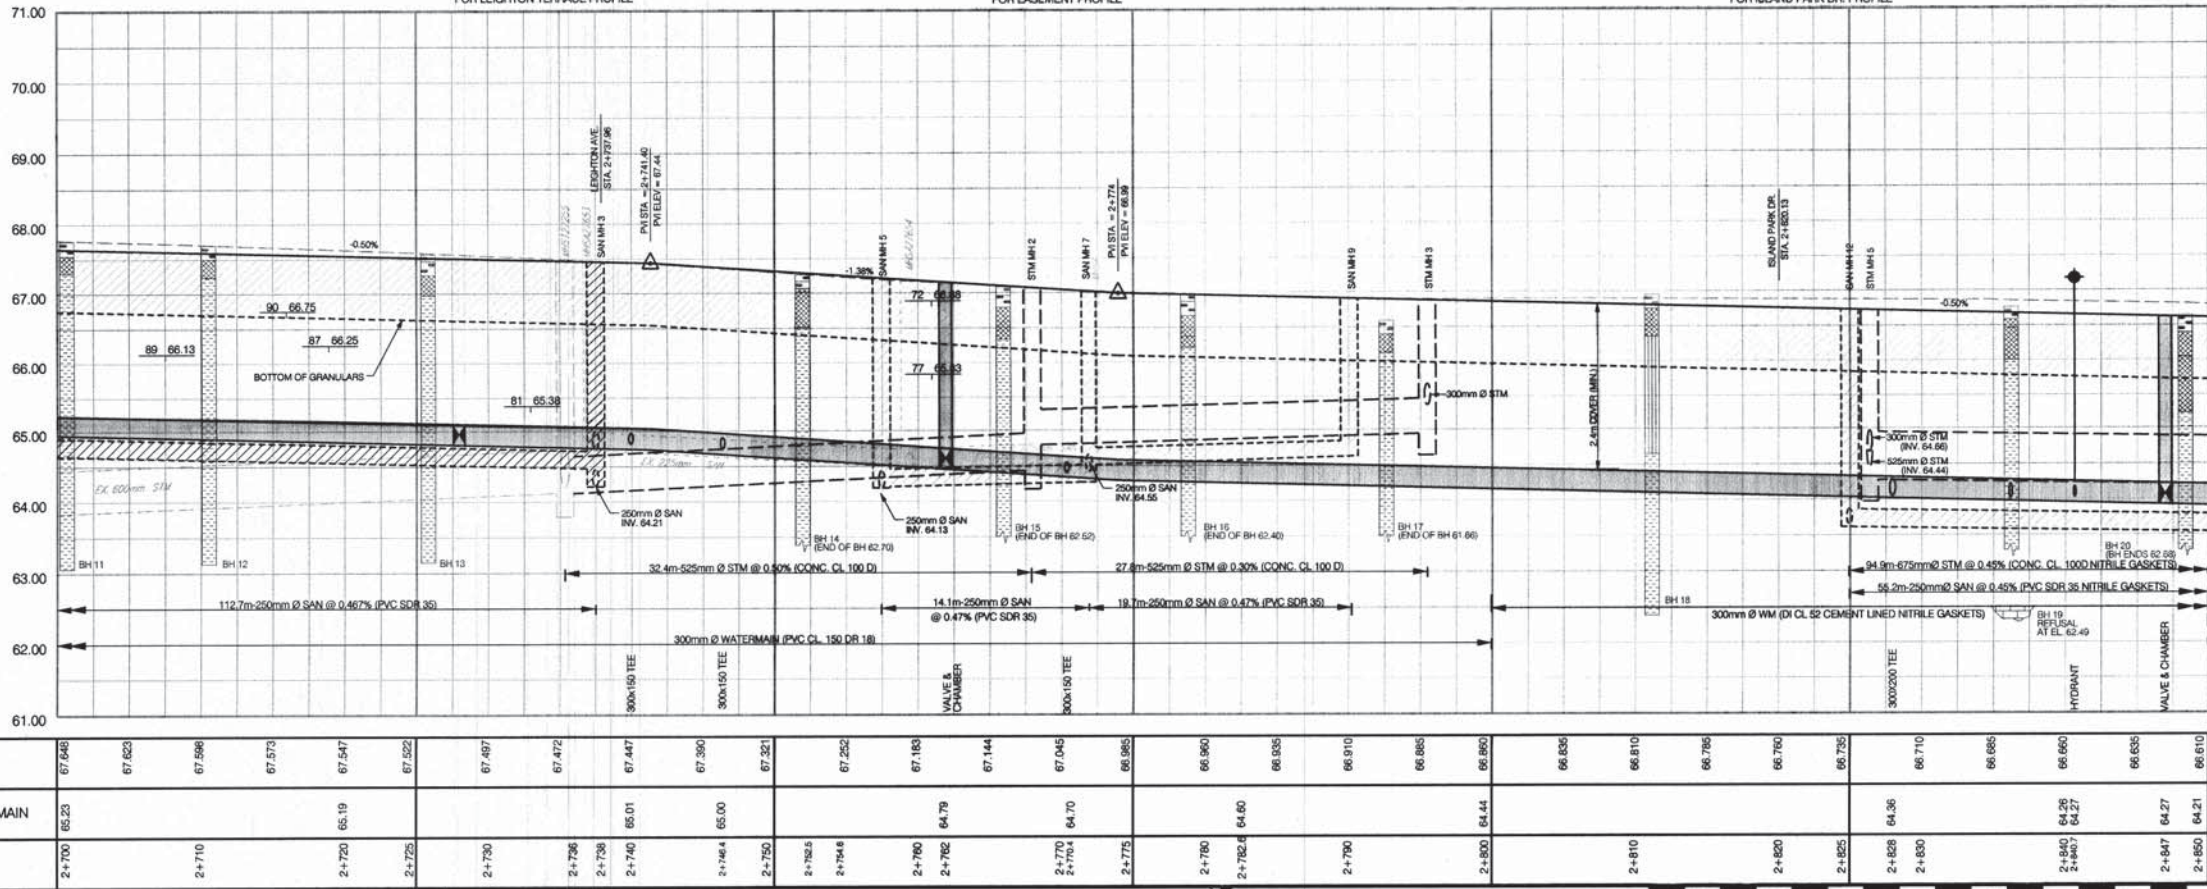 71.00
70.00
69.00
68.00
67.00
66.00
65.00
64.00
63.00
62.00
61.00
FOR EASEMENT PROFILE
LEIGHTON AVE.
STA. 2+737.96
SAN MH 3
PVI STA = 2+741.40
PVI ELEV = 67.44
SAN MH 5
STM MH 2
SAN MH 7
PVI STA = 2+774
PVI ELEV = 66.99
SAN MH 9
STM MH 3
ISLAND PARK DR.
STA. 2+820.13
SAN MH 12
STM MH 5
-0.50%
-1.38%
-0.50%
90 66.75
89 66.13
87 66.25
BOTTOM OF GRANULARS
81 65.38
72
77
EX. 600mm STM
EX. 225mm SAN
250mm Ø SAN
INV. 64.21
250mm Ø SAN
INV. 64.13
250mm Ø SAN
INV. 64.55
300mm Ø STM
2.4m COVER (MIN.)
300mm Ø STM
(INV. 64.66)
525mm Ø STM
(INV. 64.44)
BH 11
BH 12
BH 13
BH 14
(END OF BH 62.70)
BH 15
(END OF BH 62.52)
BH 16
(END OF BH 62.40)
BH 17
(END OF BH 61.66)
BH 18
BH 19
REFUSAL
AT EL. 62.49
BH 20
(BH ENDS 62.68)
32.4m-525mm Ø STM @ 0.50% (CONC. CL 100 D)
27.8m-525mm Ø STM @ 0.30% (CONC. CL 100 D)
94.9m-675mmØ STM @ 0.45% (CONC. CL. 100D NITRILE GASKETS)
112.7m-250mm Ø SAN @ 0.467% (PVC SDR 35)
14.1m-250mm Ø SAN
@ 0.47% (PVC SDR 35)
19.7m-250mm Ø SAN @ 0.47% (PVC SDR 35)
55.2m-250mmØ SAN @ 0.45% (PVC SDR 35 NITRILE GASKETS)
300mm Ø WATERMAIN (PVC CL. 150 DR 18)
300mm Ø WM (DI CL 52 CEMENT LINED NITRILE GASKETS)
300x150 TEE
300x150 TEE
VALVE &
CHAMBER
300x150 TEE
300X200 TEE
HYDRANT
VALVE & CHAMBER
67.648 67.623 67.598 67.573 67.547 67.522 67.497 67.472 67.447 67.390 67.321 67.252 67.183 67.144 67.045 66.985 66.960 66.935 66.910 66.885 66.860 66.835 66.810 66.785 66.760 66.735 66.710 66.685 66.660 66.635 66.610
MAIN 65.23 65.19 65.01 65.00 64.79 64.70 64.60 64.44 64.36 64.26 64.27 64.27 64.21
2+700 2+710 2+720 2+725 2+730 2+736 2+738 2+740 2+746.4 2+750 2+752.5 2+754.8 2+760 2+762 2+770 2+770.4 2+775 2+780 2+782.6 2+790 2+800 2+810 2+820 2+825 2+828 2+830 2+840 2+840.7 2+847 2+850